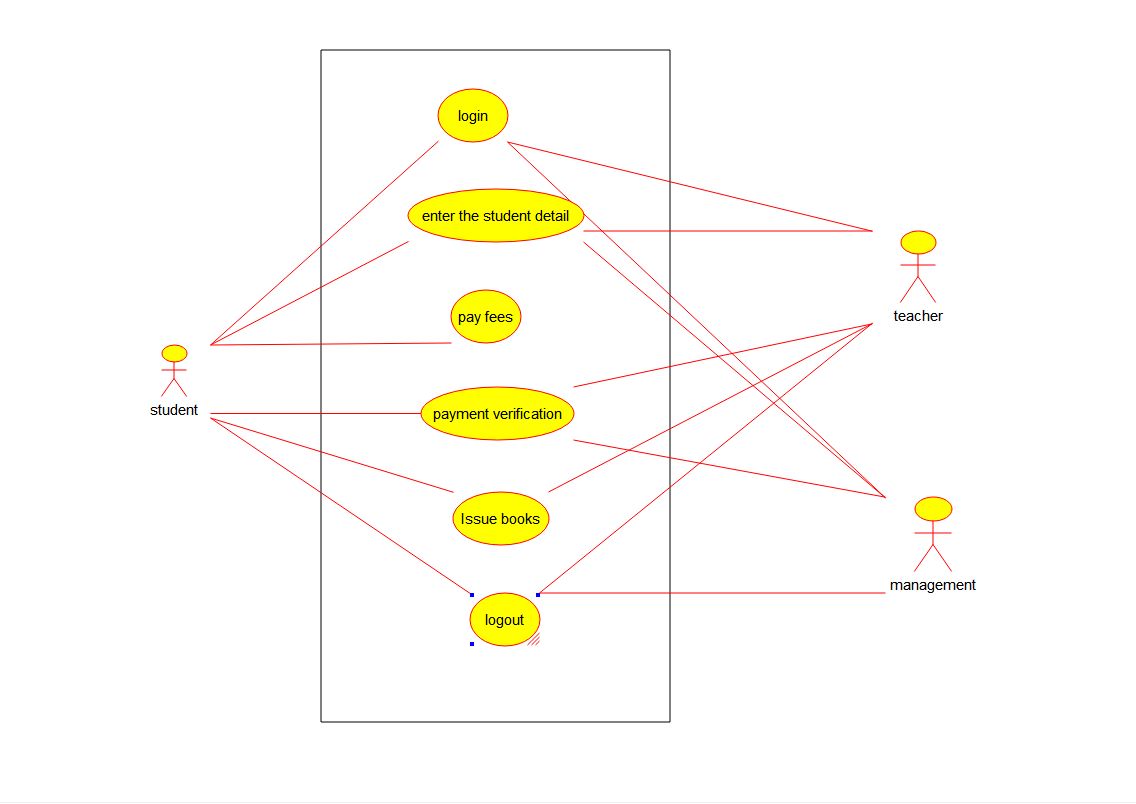 login
enter the student detail
pay fees
payment verification
Issue books
logout
student
teacher
management